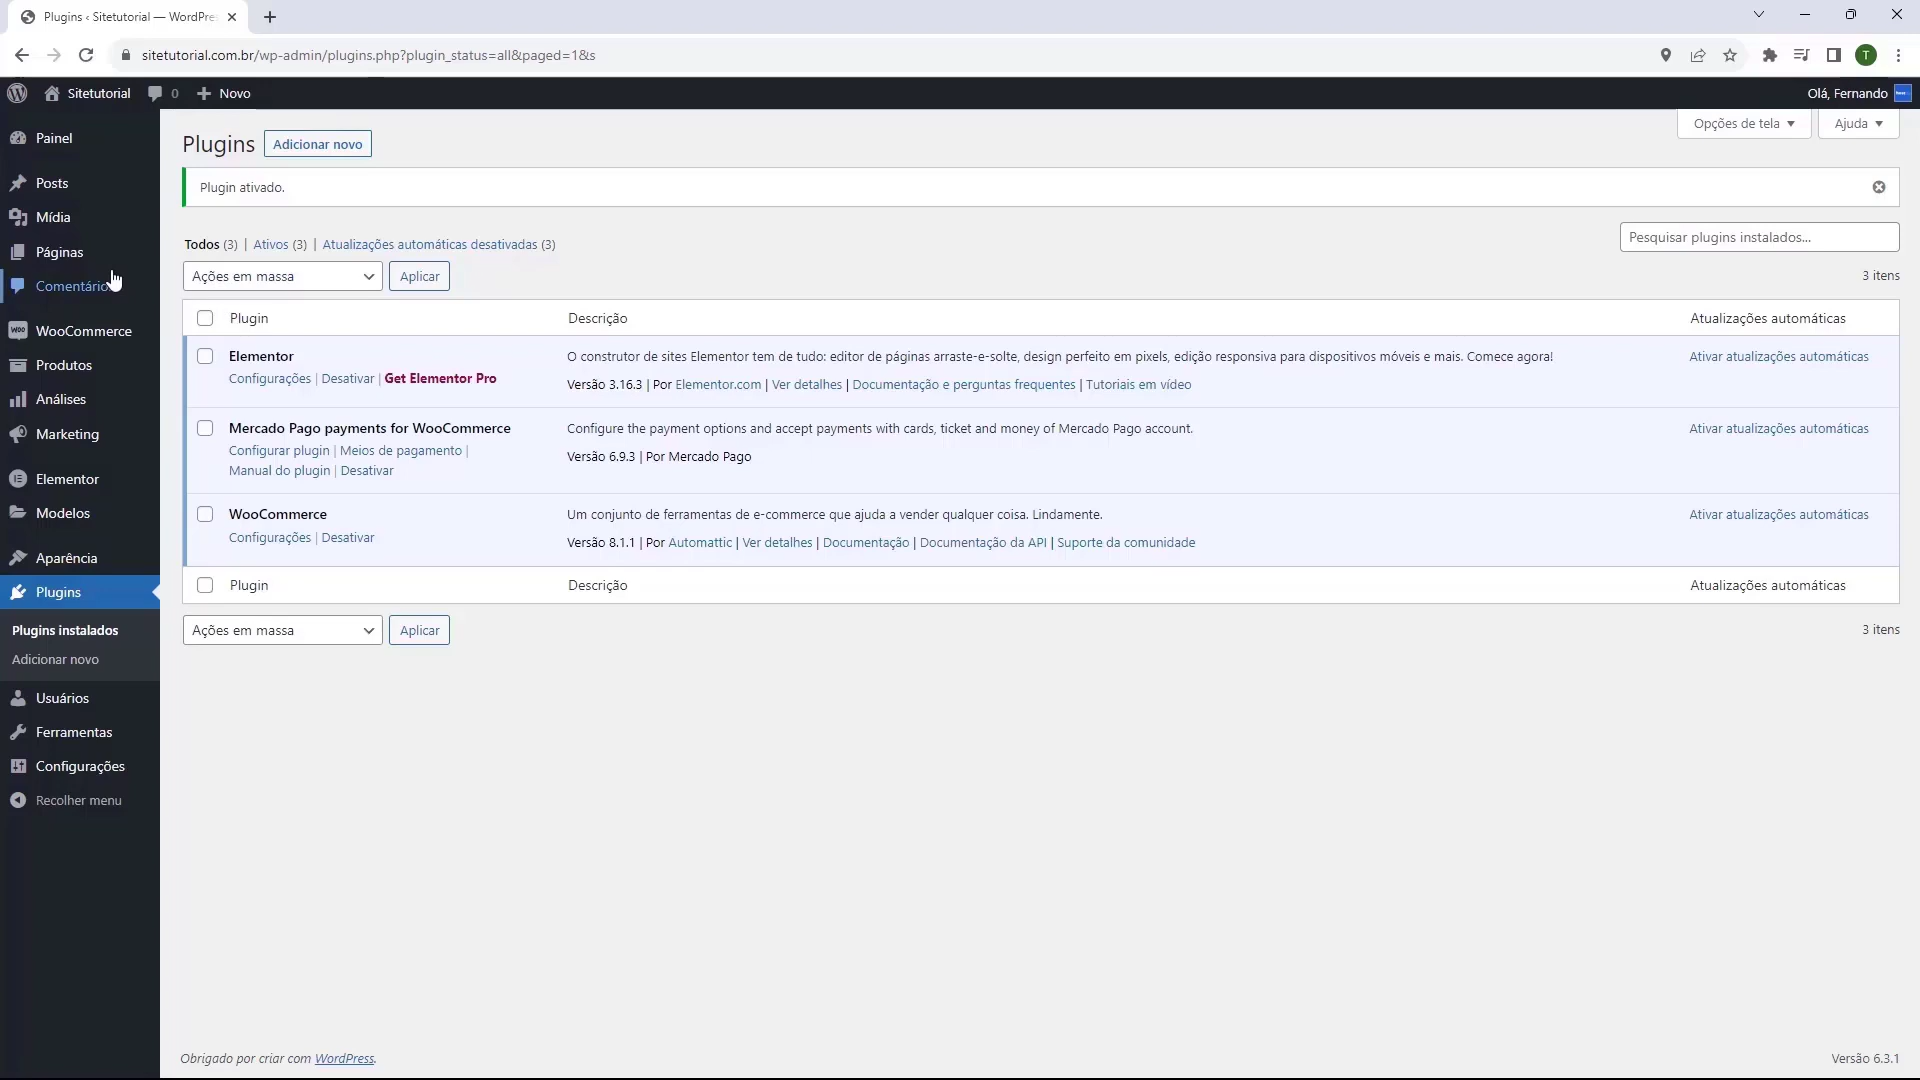 Plugins ‹ Sitetutorial — WordPre
sitetutorial.com.br/wp-admin/plugins.php?plugin_status=all&paged=1&s
T
Sitetutorial
0
Novo
Olá, Fernando
Painel
Posts
Mídia
Páginas
Comentário
WooCommerce
Produtos
Análises
Marketing
Elementor
Modelos
Aparência
Plugins
Plugins instalados
Adicionar novo
Usuários
Ferramentas
Configurações
Recolher menu
Opções de tela
Ajuda
Plugins
Adicionar novo
Plugin ativado.
Todos (3) | Ativos (3) | Atualizações automáticas desativadas (3)
Pesquisar plugins instalados...
Ações em massa
Aplicar
3 itens
Plugin
Descrição
Atualizações automáticas
Elementor
Configurações | Desativar | Get Elementor Pro
O construtor de sites Elementor tem de tudo: editor de páginas arraste-e-solte, design perfeito em pixels, edição responsiva para dispositivos móveis e mais. Comece agora!
Versão 3.16.3 | Por Elementor.com | Ver detalhes | Documentação e perguntas frequentes | Tutoriais em vídeo
Ativar atualizações automáticas
Mercado Pago payments for WooCommerce
Configurar plugin | Meios de pagamento |
Manual do plugin | Desativar
Configure the payment options and accept payments with cards, ticket and money of Mercado Pago account.
Versão 6.9.3 | Por Mercado Pago
Ativar atualizações automáticas
WooCommerce
Configurações | Desativar
Um conjunto de ferramentas de e-commerce que ajuda a vender qualquer coisa. Lindamente.
Versão 8.1.1 | Por Automattic | Ver detalhes | Documentação | Documentação da API | Suporte da comunidade
Ativar atualizações automáticas
Plugin
Descrição
Atualizações automáticas
Ações em massa
Aplicar
3 itens
Obrigado por criar com WordPress.
Versão 6.3.1